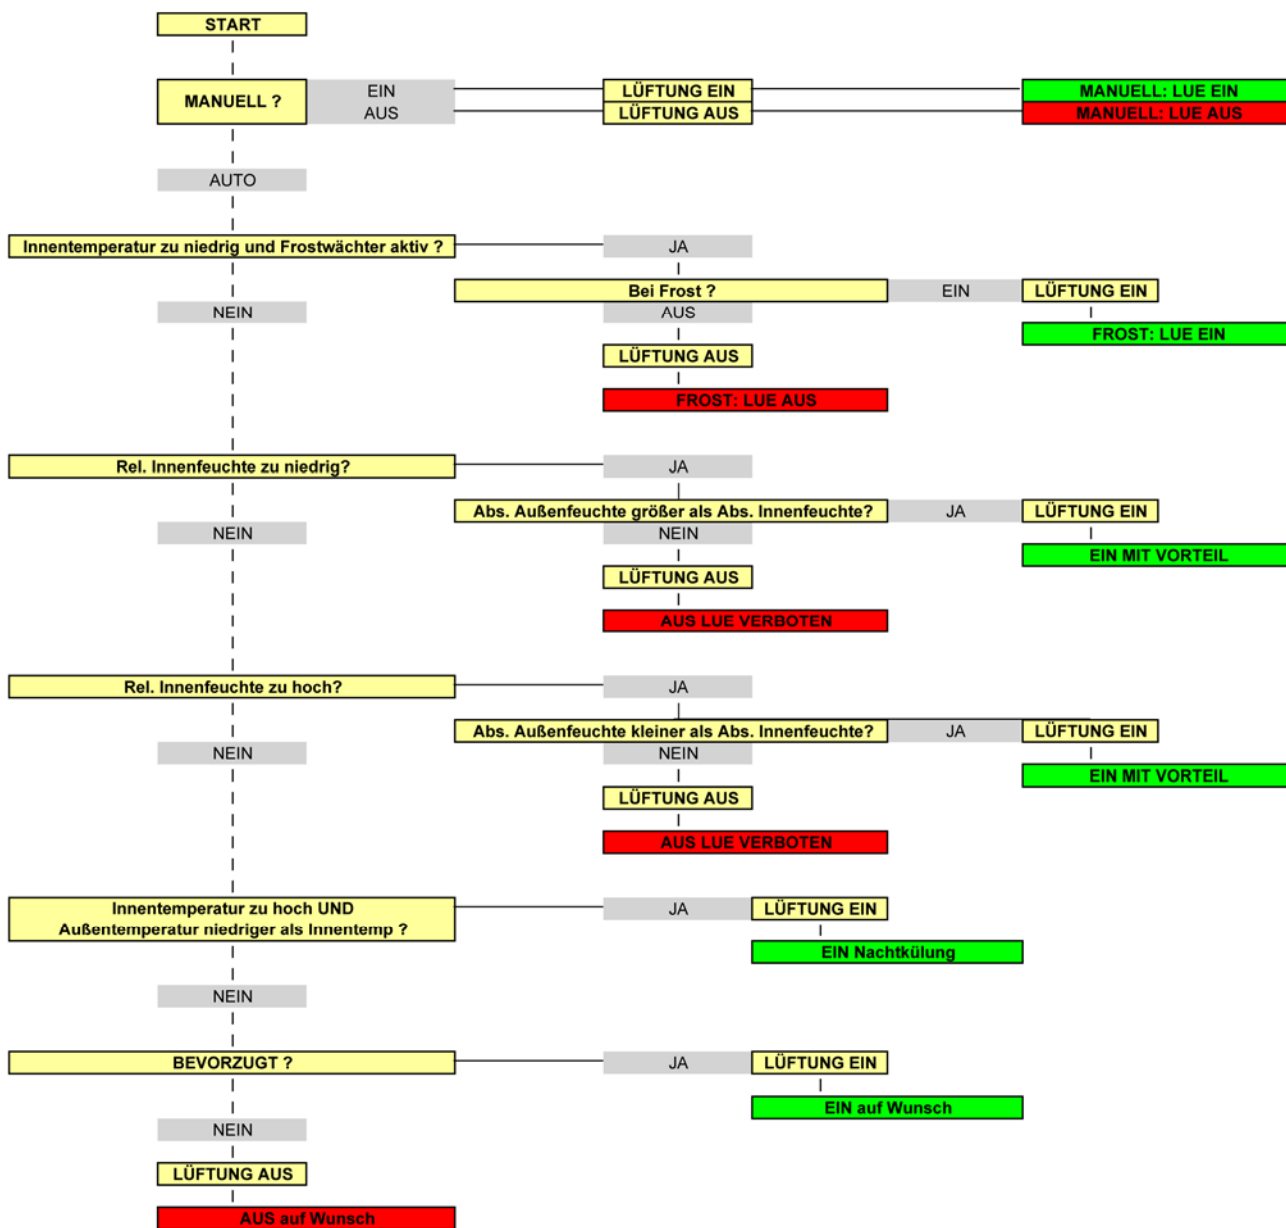 START
MANUELL ?
EIN
LÜFTUNG EIN
MANUELL: LUE EIN
AUS
LÜFTUNG AUS
MANUELL: LUE AUS
AUTO
Innentemperatur zu niedrig und Frostwächter aktiv ?
JA
Bei Frost ?
EIN
LÜFTUNG EIN
NEIN
AUS
FROST: LUE EIN
LÜFTUNG AUS
FROST: LUE AUS
Rel. Innenfeuchte zu niedrig?
JA
Abs. Außenfeuchte größer als Abs. Innenfeuchte?
JA
LÜFTUNG EIN
NEIN
NEIN
EIN MIT VORTEIL
LÜFTUNG AUS
AUS LUE VERBOTEN
Rel. Innenfeuchte zu hoch?
JA
Abs. Außenfeuchte kleiner als Abs. Innenfeuchte?
JA
LÜFTUNG EIN
NEIN
NEIN
EIN MIT VORTEIL
LÜFTUNG AUS
AUS LUE VERBOTEN
Innentemperatur zu hoch UND
Außentemperatur niedriger als Innentemp ?
JA
LÜFTUNG EIN
EIN Nachtkülung
NEIN
BEVORZUGT ?
JA
LÜFTUNG EIN
EIN auf Wunsch
NEIN
LÜFTUNG AUS
AUS auf Wunsch